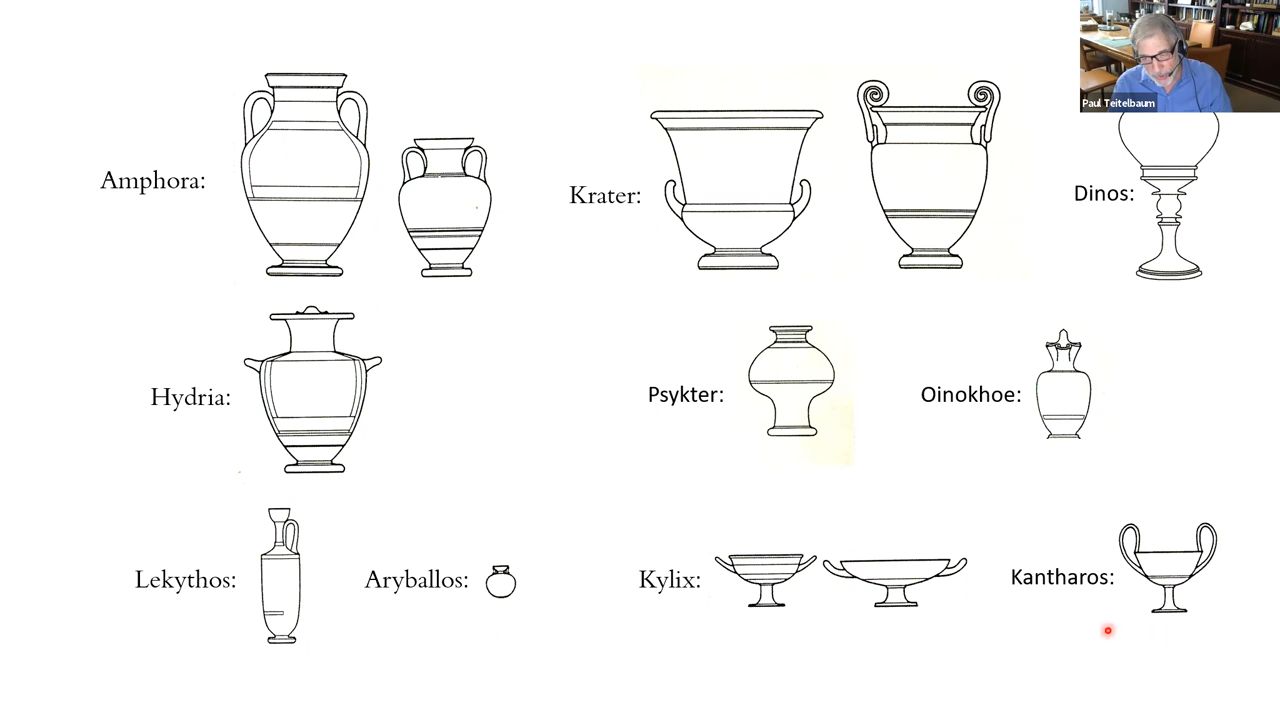 Paul Teitelbaum
Amphora:
Krater:
Dinos:
Hydria:
Psykter:
Oinokhoe:
Lekythos:
Aryballos:
Kylix:
Kantharos: